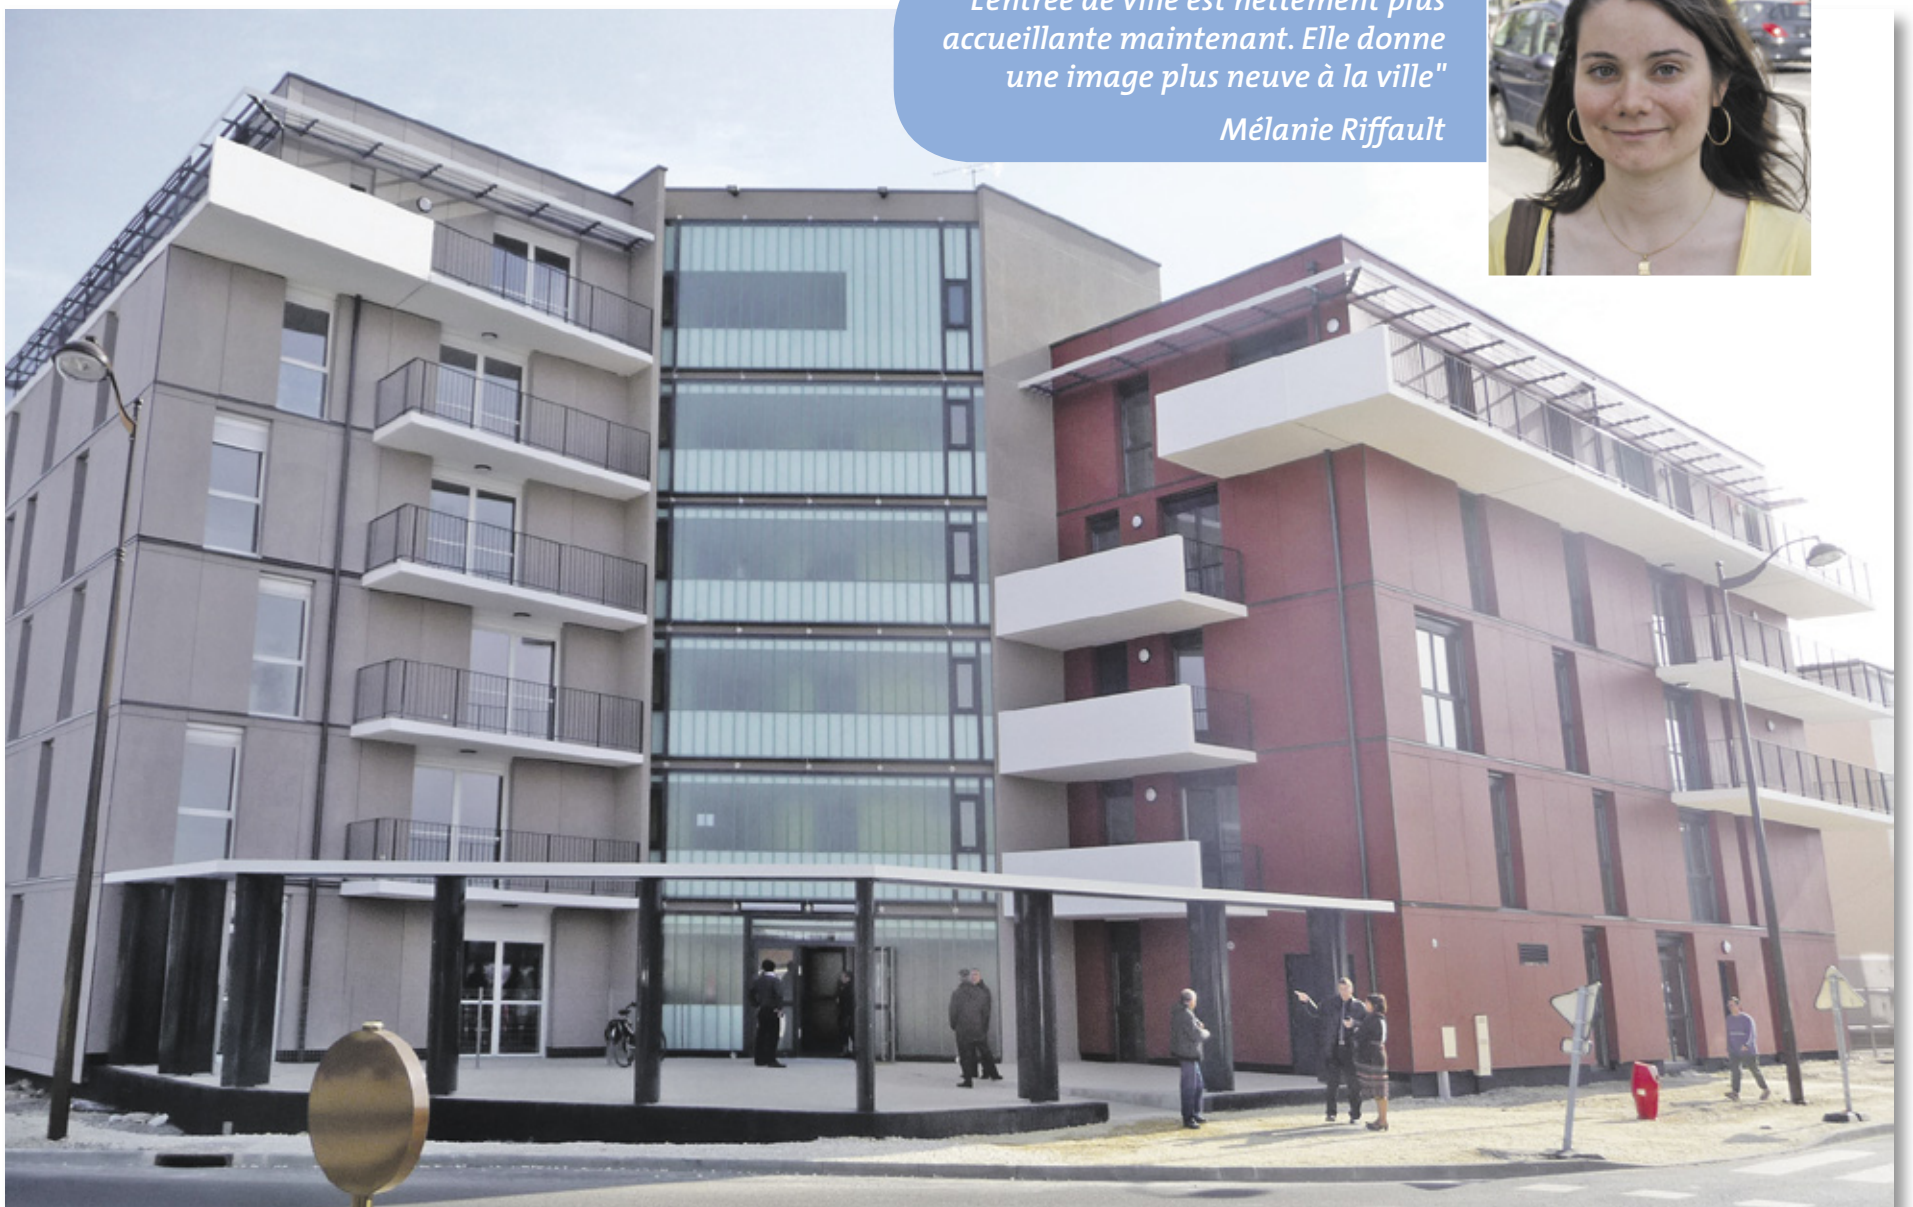 L'entrée de ville est nettement plus
accueillante maintenant. Elle donne
une image plus neuve à la ville"
Mélanie Riffault